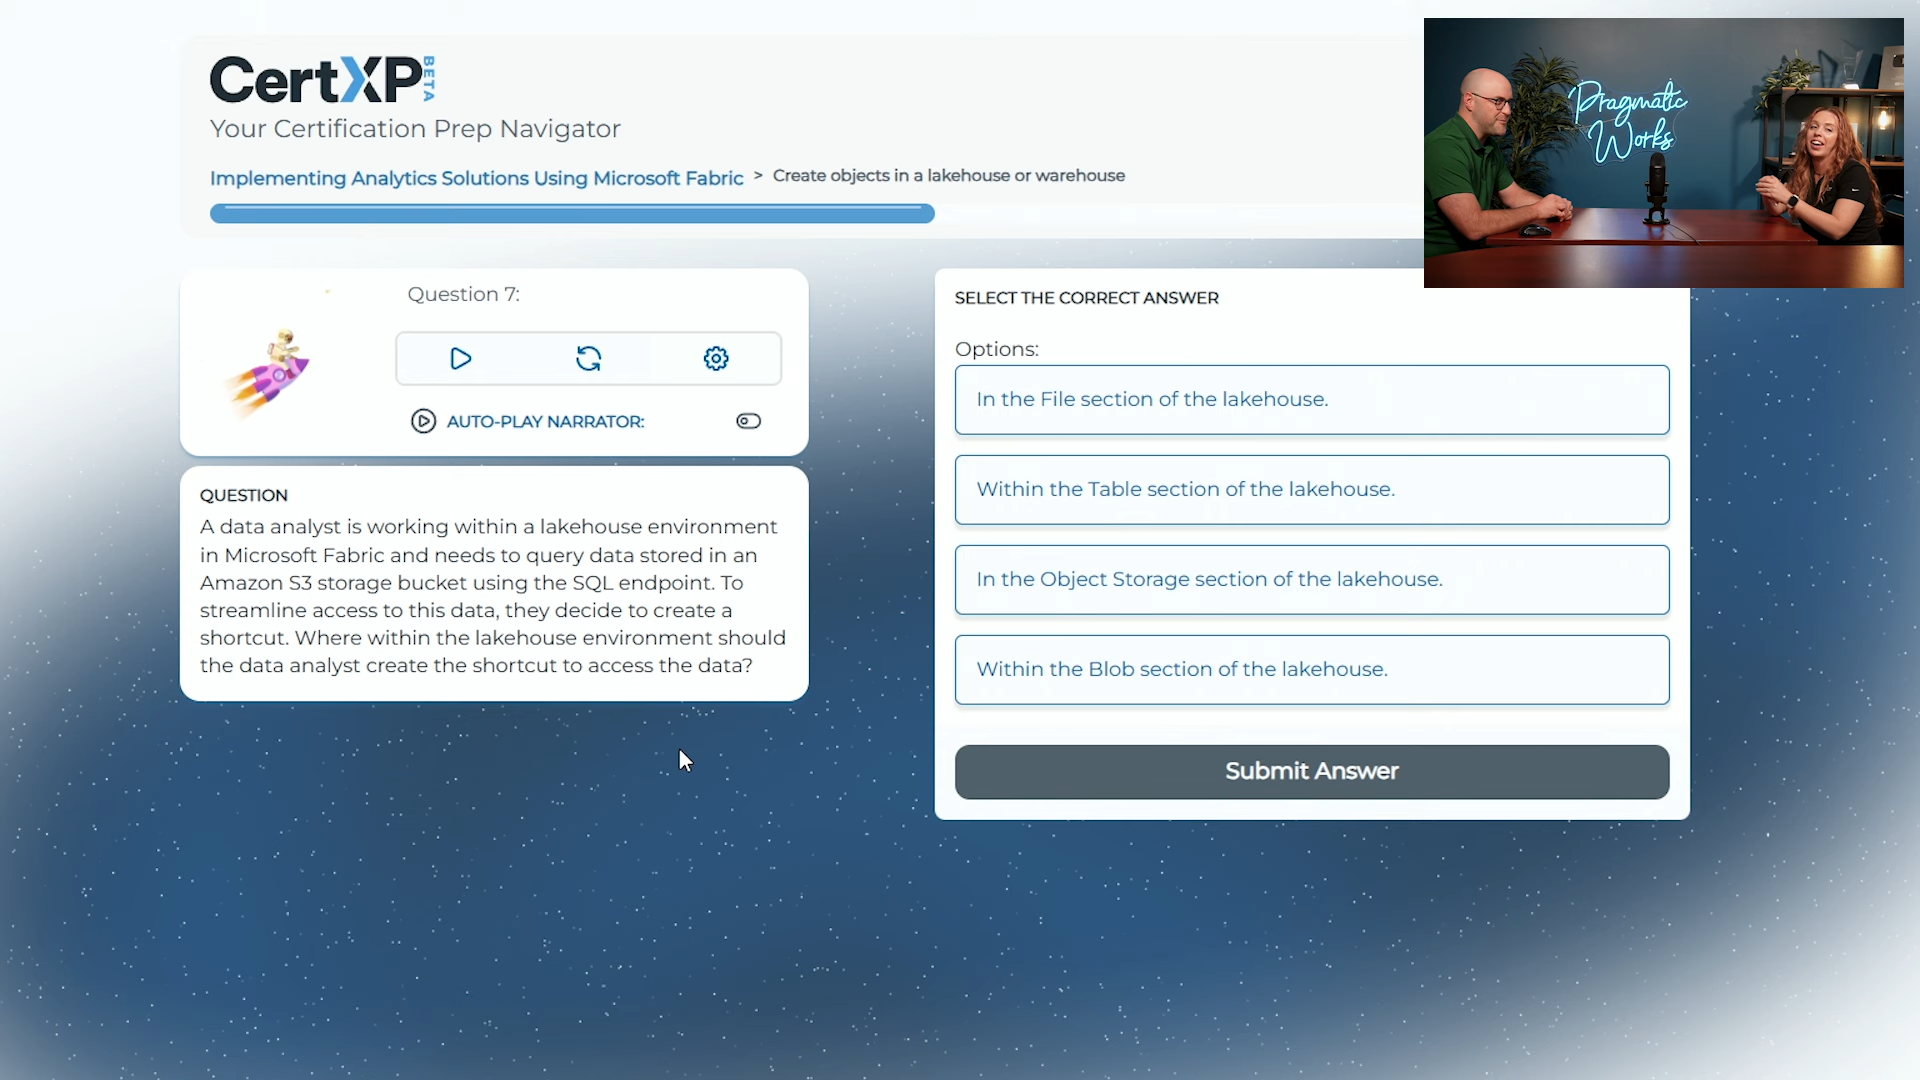 CertXP BETA
Your Certification Prep Navigator
Implementing Analytics Solutions Using Microsoft Fabric > Create objects in a lakehouse or warehouse
Pragmatic
Works
Question 7:
AUTO-PLAY NARRATOR:
QUESTION
A data analyst is working within a lakehouse environment
in Microsoft Fabric and needs to query data stored in an
Amazon S3 storage bucket using the SQL endpoint. To
streamline access to this data, they decide to create a
shortcut. Where within the lakehouse environment should
the data analyst create the shortcut to access the data?
SELECT THE CORRECT ANSWER
Options:
In the File section of the lakehouse.
Within the Table section of the lakehouse.
In the Object Storage section of the lakehouse.
Within the Blob section of the lakehouse.
Submit Answer